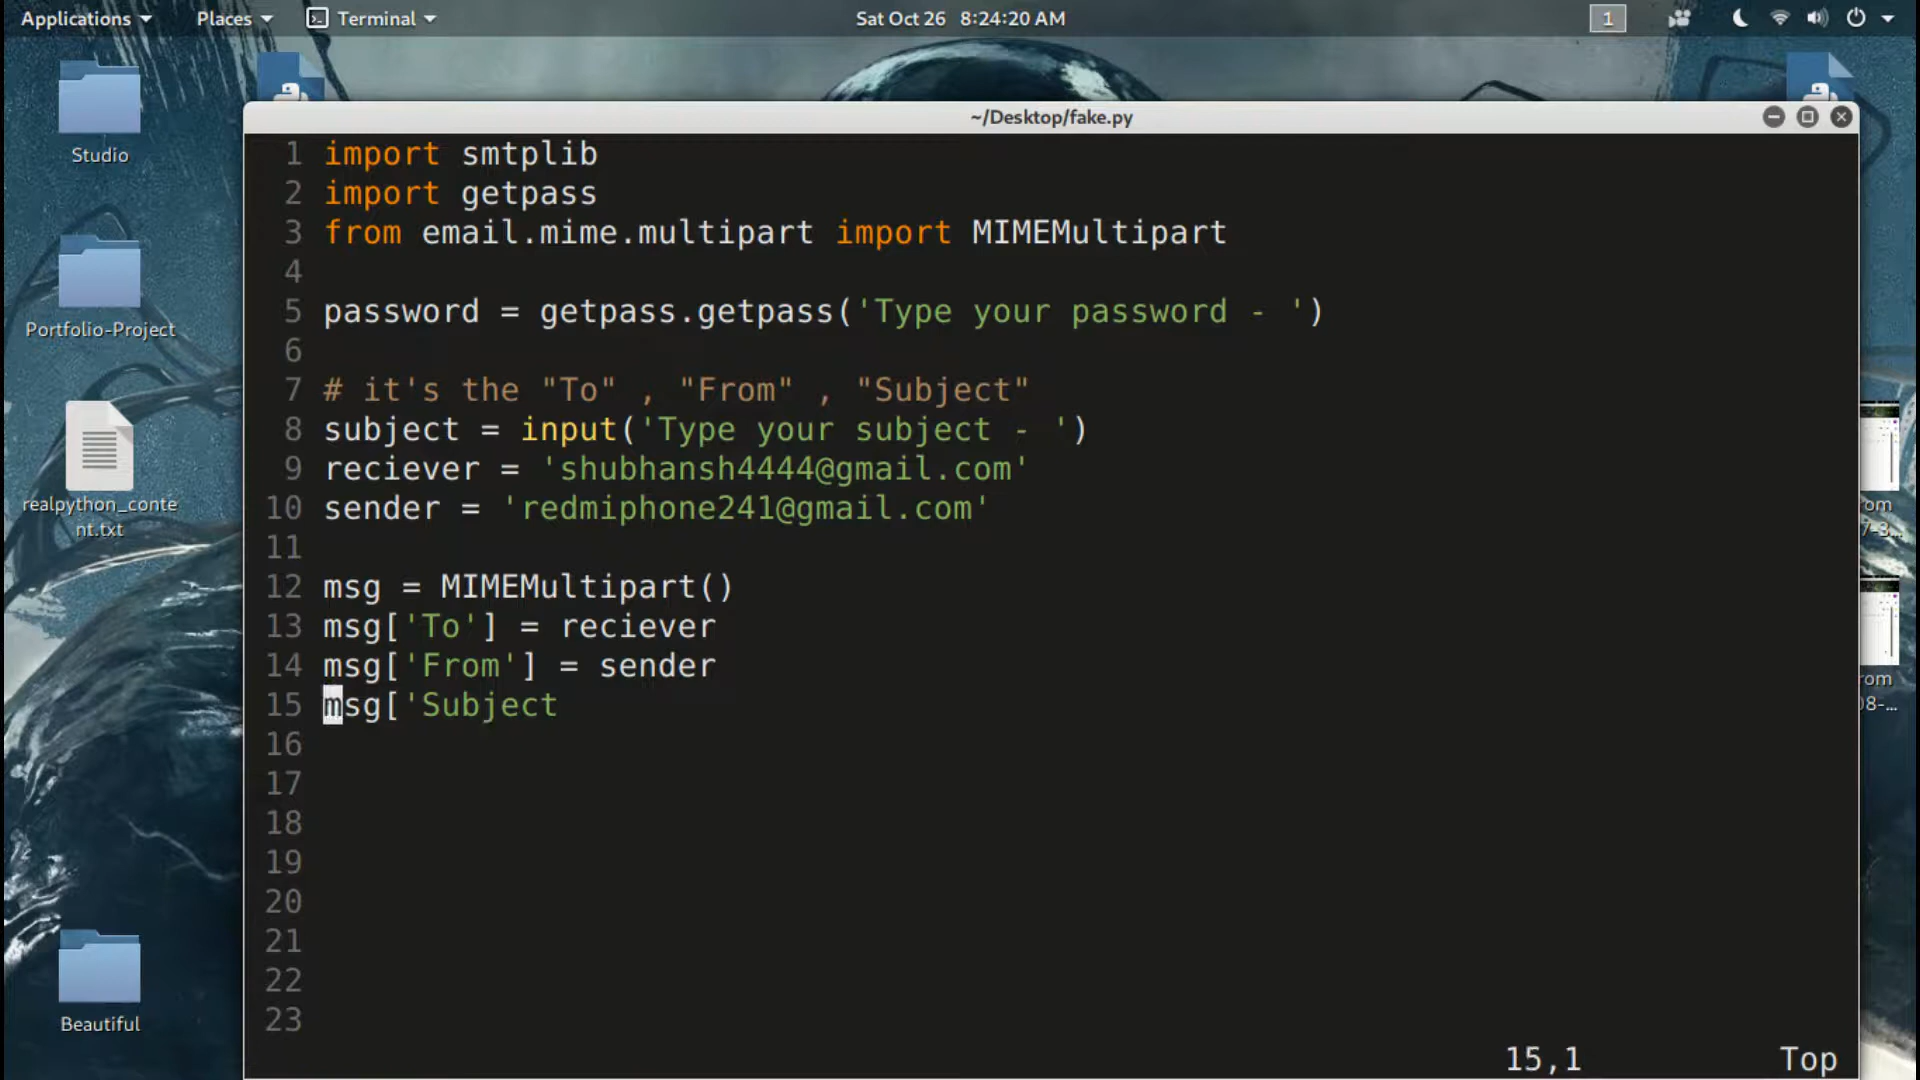 Applications Places Terminal Sat Oct 26 8:24:20 AM 1
~/Desktop/fake.py
Studio
Portfolio-Project
realpython_conte
nt.txt
Beautiful
1 import smtplib
2 import getpass
3 from email.mime.multipart import MIMEMultipart
4
5 password = getpass.getpass('Type your password - ')
6
7 # it's the "To" , "From" , "Subject"
8 subject = input('Type your subject - ')
9 reciever = 'shubhansh4444@gmail.com'
10 sender = 'redmiphone241@gmail.com'
11
12 msg = MIMEMultipart()
13 msg['To'] = reciever
14 msg['From'] = sender
15 msg['Subject
16
17
18
19
20
21
22
23
15,1 Top